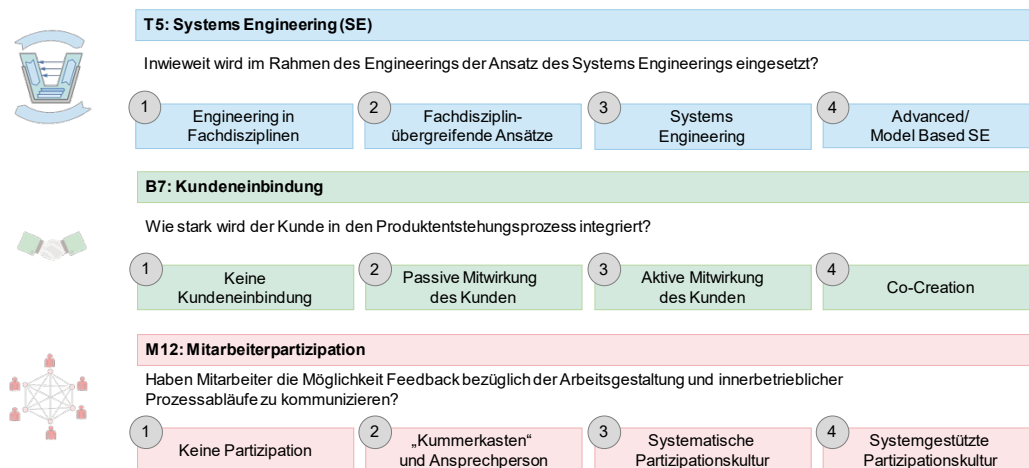 T5: Systems Engineering (SE)
Inwieweit wird im Rahmen des Engineerings der Ansatz des Systems Engineerings eingesetzt?
1
Engineering in
Fachdisziplinen
2
Fachdisziplin-
übergreifende Ansätze
3
Systems
Engineering
4
Advanced/
Model Based SE
B7: Kundeneinbindung
Wie stark wird der Kunde in den Produktentstehungsprozess integriert?
1
Keine
Kundeneinbindung
2
Passive Mitwirkung
des Kunden
3
Aktive Mitwirkung
des Kunden
4
Co-Creation
M12: Mitarbeiterpartizipation
Haben Mitarbeiter die Möglichkeit Feedback bezüglich der Arbeitsgestaltung und innerbetrieblicher
Prozessabläufe zu kommunizieren?
1
Keine Partizipation
2
„Kummerkasten“
und Ansprechperson
3
Systematische
Partizipationskultur
4
Systemgestützte
Partizipationskultur